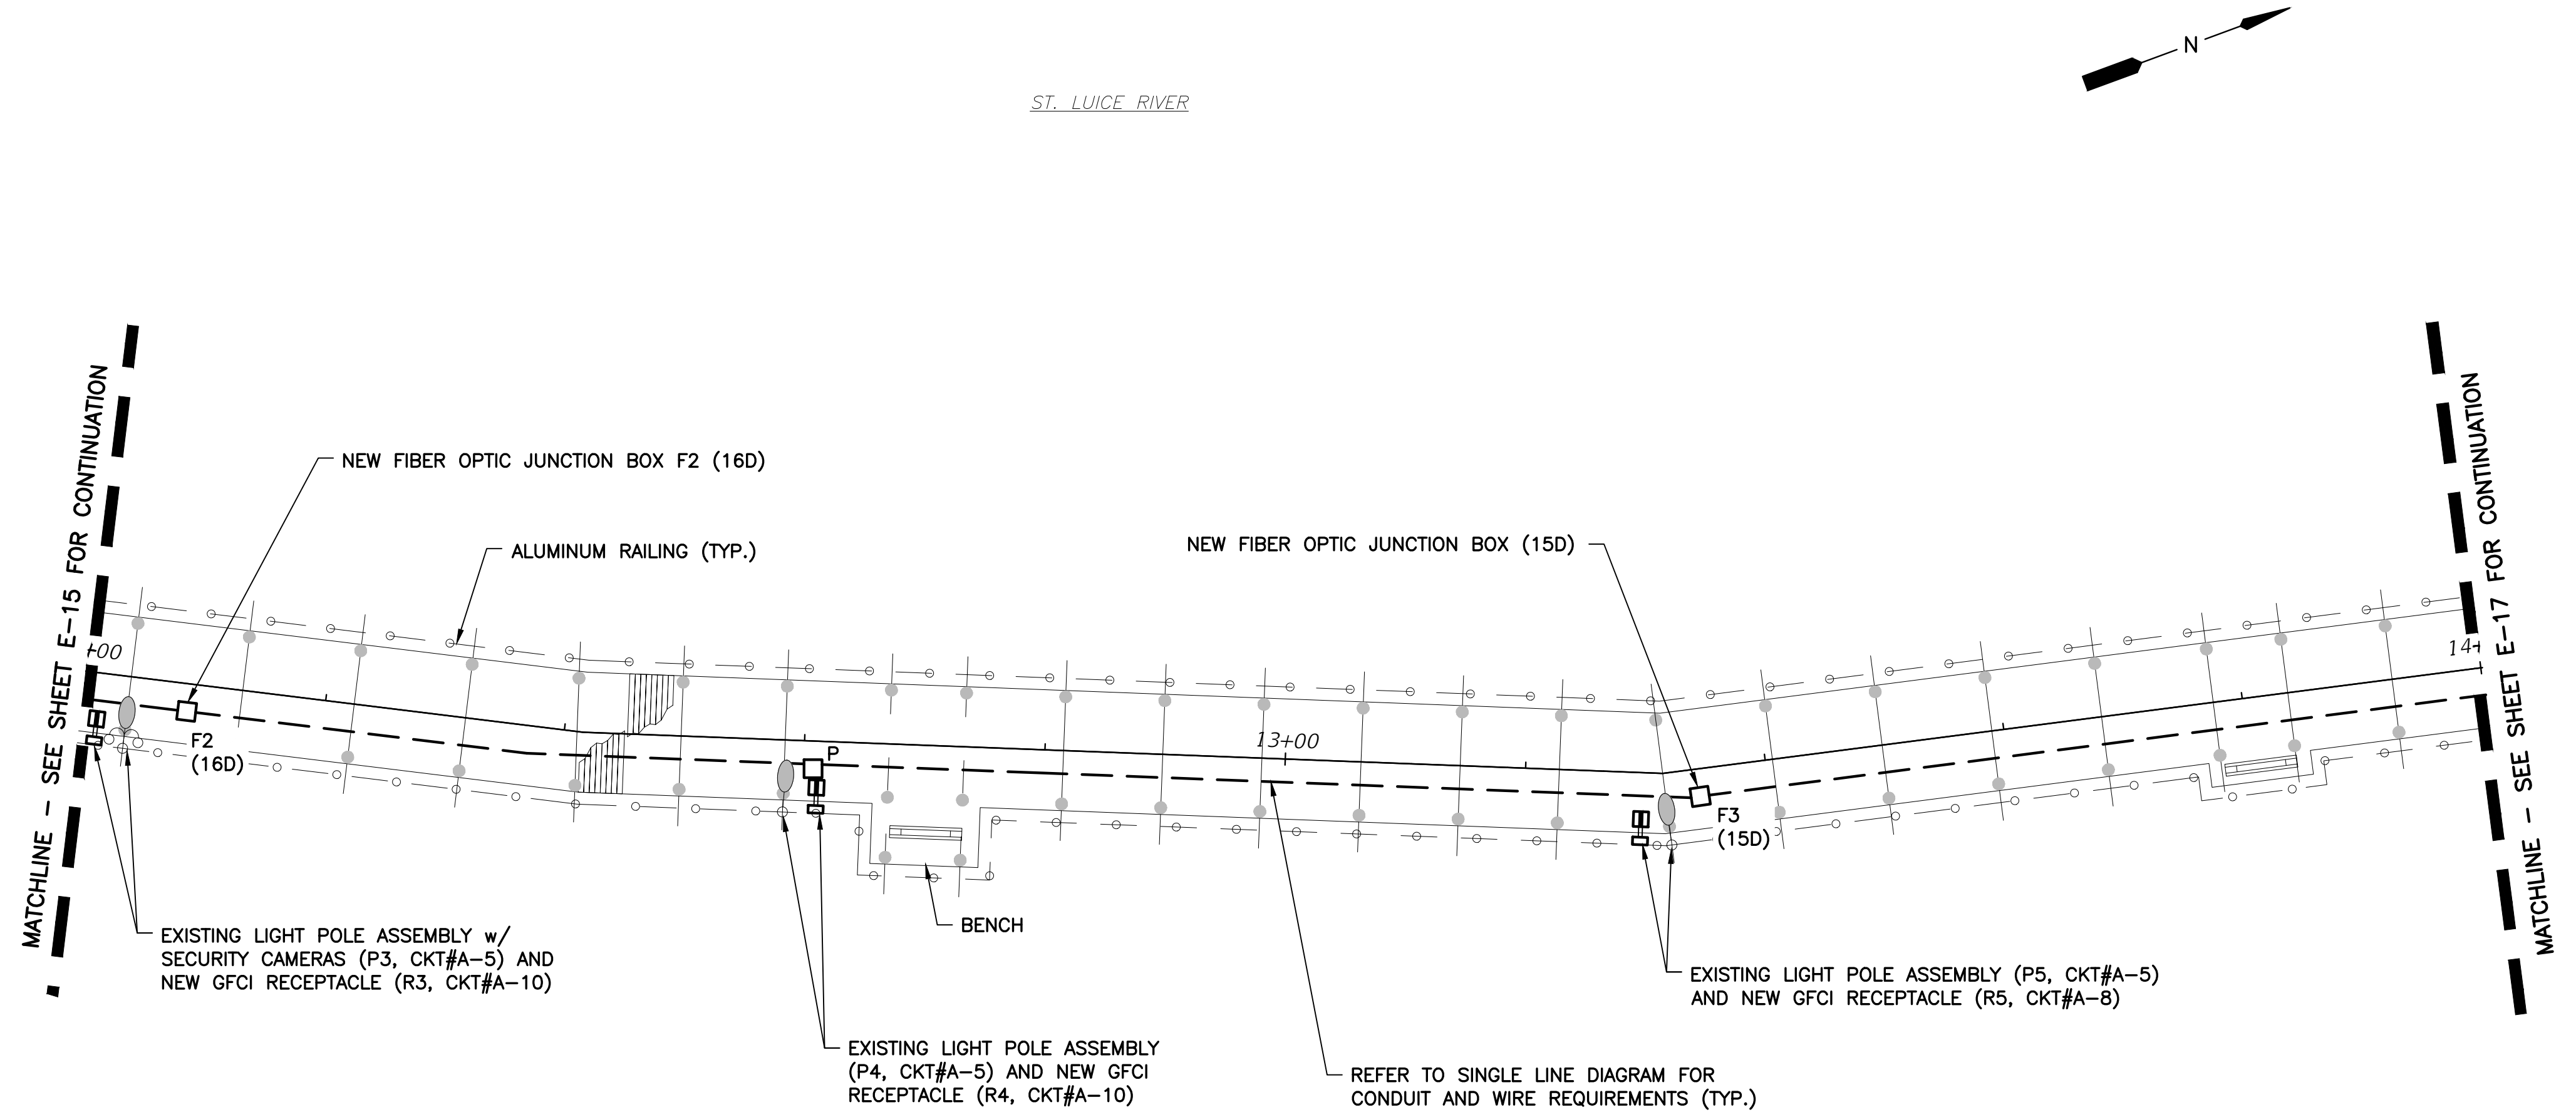 N
ST. LUICE RIVER
MATCHLINE - SEE SHEET E-15 FOR CONTINUATION
MATCHLINE - SEE SHEET E-17 FOR CONTINUATION
NEW FIBER OPTIC JUNCTION BOX F2 (16D)
ALUMINUM RAILING (TYP.)
NEW FIBER OPTIC JUNCTION BOX (15D)
+00
14+
F2
(16D)
P
13+00
F3
(15D)
BENCH
EXISTING LIGHT POLE ASSEMBLY w/
SECURITY CAMERAS (P3, CKT#A-5) AND
NEW GFCI RECEPTACLE (R3, CKT#A-10)
EXISTING LIGHT POLE ASSEMBLY (P5, CKT#A-5)
AND NEW GFCI RECEPTACLE (R5, CKT#A-8)
EXISTING LIGHT POLE ASSEMBLY
(P4, CKT#A-5) AND NEW GFCI
RECEPTACLE (R4, CKT#A-10)
REFER TO SINGLE LINE DIAGRAM FOR
CONDUIT AND WIRE REQUIREMENTS (TYP.)